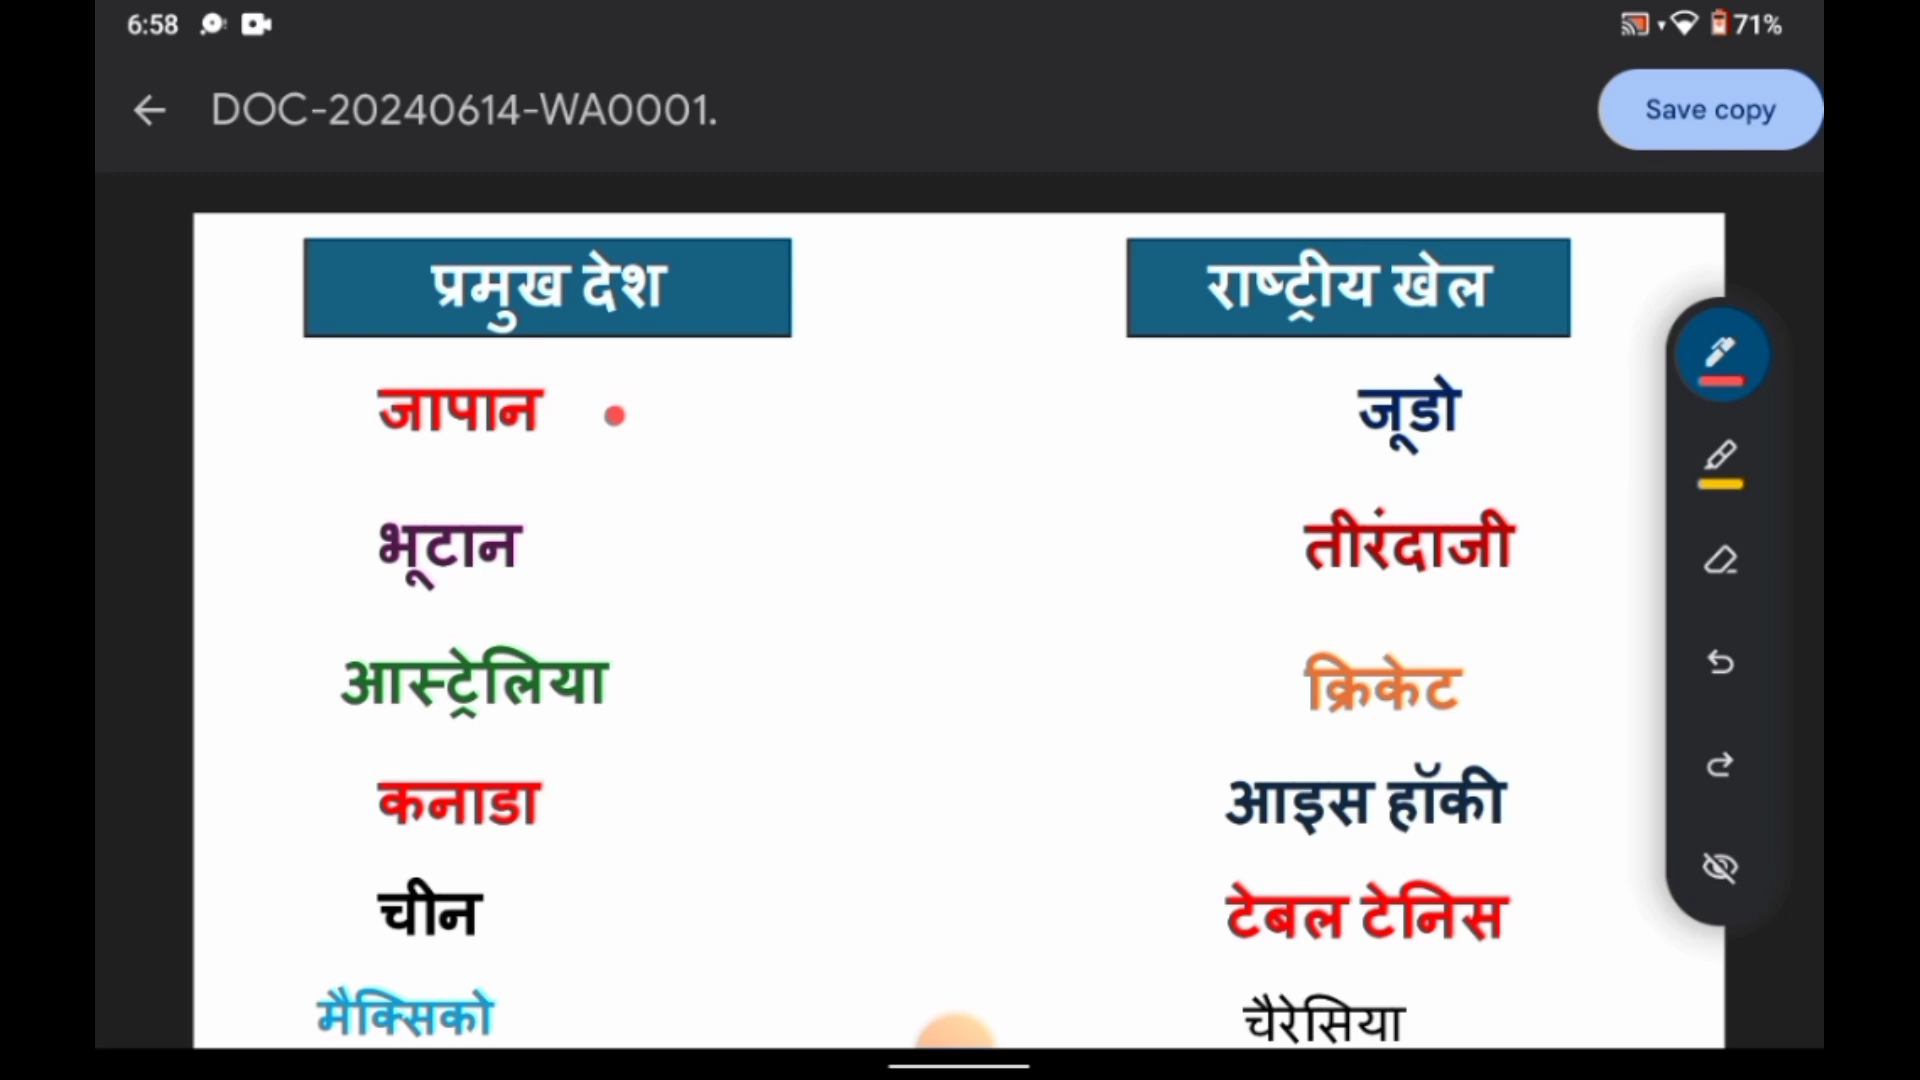 6:58
71%
DOC-20240614-WA0001.
Save copy
प्रमुख देश
राष्ट्रीय खेल
जापान
जूडो
भूटान
तीरंदाजी
आस्ट्रेलिया
क्रिकेट
कनाडा
आइस हॉकी
चीन
टेबल टेनिस
मैक्सिको
चैरेसिया